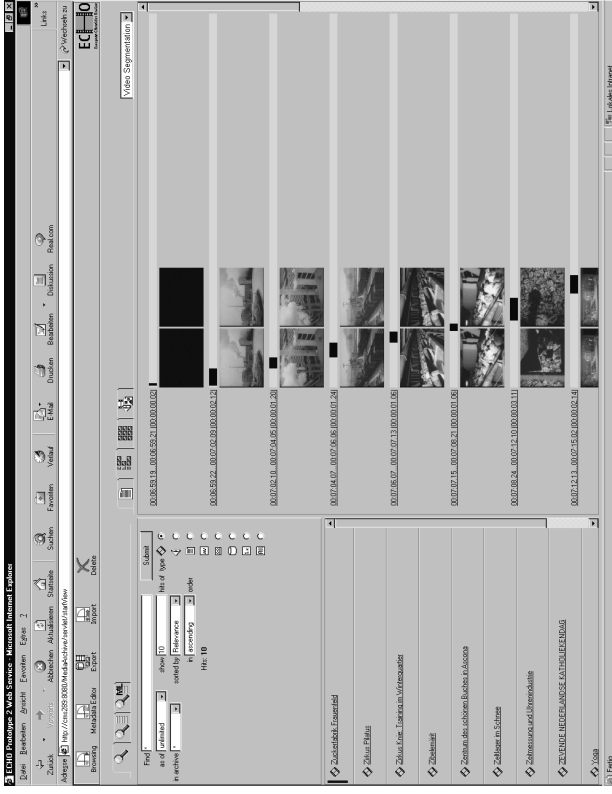 ECHO Prototype 2 Web Service - Microsoft Internet Explorer
Datei Bearbeiten Ansicht Favoriten Extras ?
Zurück Vorwärts Abbrechen Aktualisieren Startseite Suchen Favoriten Verlauf E-Mail Drucken Bearbeiten Diskussion Real.com
Adresse http://cmu289:8080/MediaArchive/servlet/startView Wechseln zu Links
Browsing Metadata Editor Export Import Delete
ECHO
XML
Video Segmentation
Find * Submit
as of unlimited show 10 hits of type
in archive * sorted by Relevance
in ascending order
Hits: 10
Zuckerfabrik Frauenfeld
Zirkus Pilatus
Zirkus Knie: Training im Winterquartier
Zibelemärit
Zentrum des schönen Buches in Ascona
Zeltlager in Schnee
Zeitmessung und Uhrenindustrie
ZEVENDE NEDERLANDSE KATHOLIEKENDAG
Yoga
00:06:59.19 .. 00:06:59.21 (00:00:00.02)
00:06:59.22 .. 00:07:02.09 (00:00:02.12)
00:07:02.10 .. 00:07:04.05 (00:00:01.20)
00:07:04.07 .. 00:07:06.06 (00:00:01.24)
00:07:06.07 .. 00:07:07.13 (00:00:01.06)
00:07:07.15 .. 00:07:08.21 (00:00:01.06)
00:07:08.24 .. 00:07:12.10 (00:00:03.11)
00:07:12.13 .. 00:07:15.02 (00:00:02.14)
Fertig
Lokales Intranet